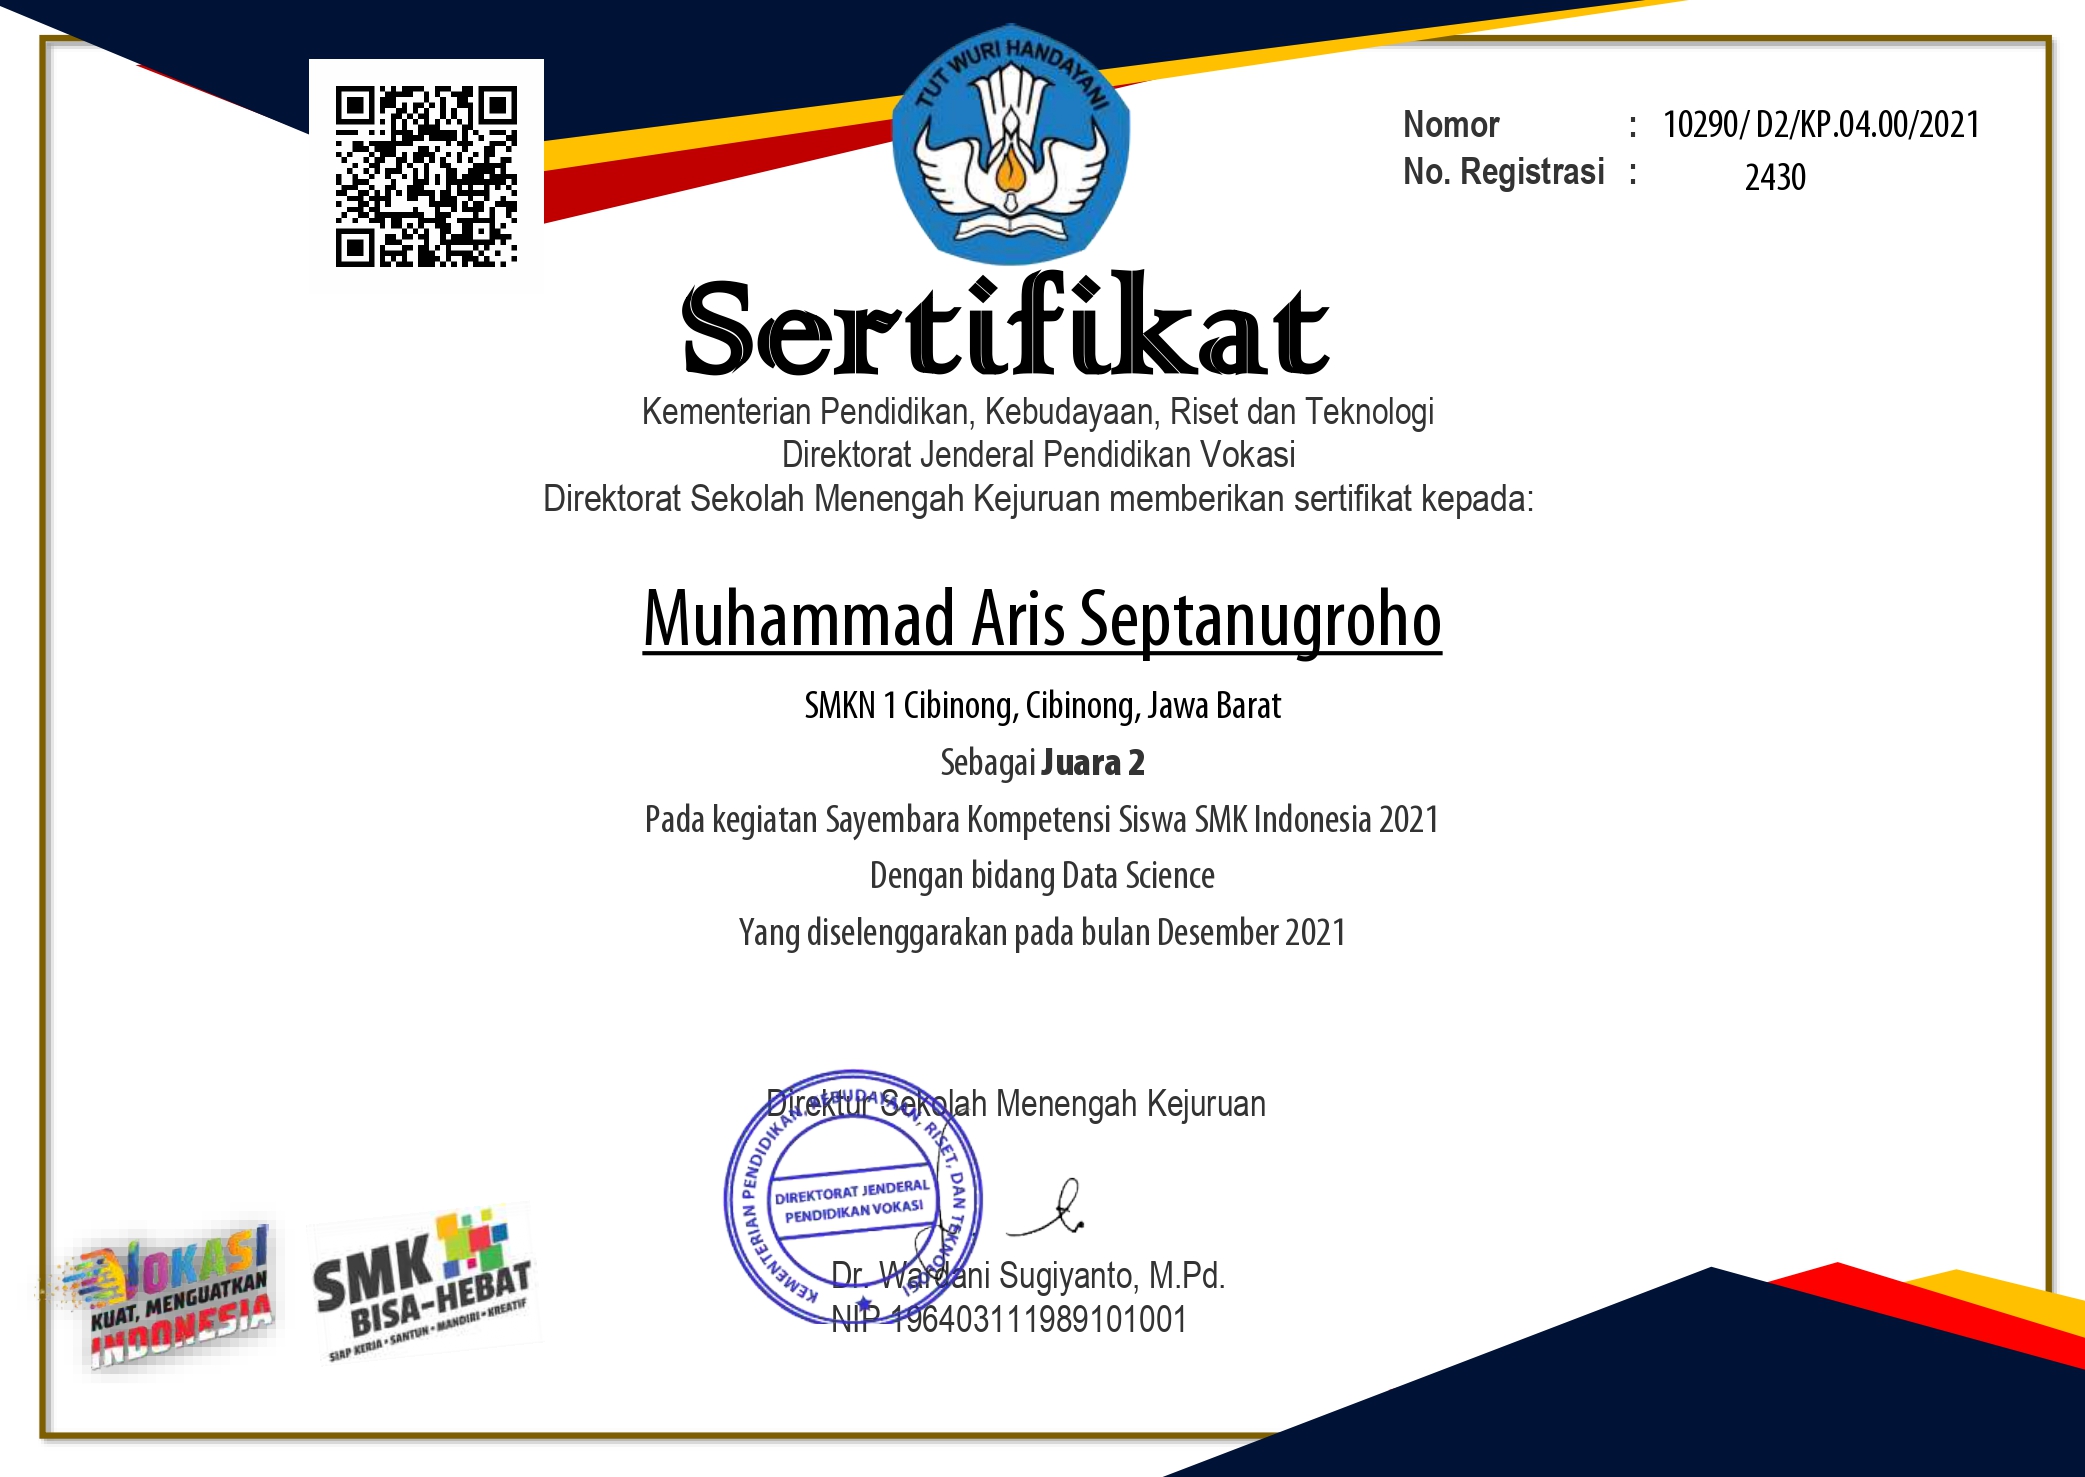 TUT WURI HANDAYANI
Nomor : 10290/ D2/KP.04.00/2021
No. Registrasi : 2430
Sertifikat
Kementerian Pendidikan, Kebudayaan, Riset dan Teknologi
Direktorat Jenderal Pendidikan Vokasi
Direktorat Sekolah Menengah Kejuruan memberikan sertifikat kepada:
Muhammad Aris Septanugroho
SMKN 1 Cibinong, Cibinong, Jawa Barat
Sebagai Juara 2
Pada kegiatan Sayembara Kompetensi Siswa SMK Indonesia 2021
Dengan bidang Data Science
Yang diselenggarakan pada bulan Desember 2021
Direktur Sekolah Menengah Kejuruan
KEMENTERIAN PENDIDIKAN, KEBUDAYAAN, RISET, DAN TEKNOLOGI
DIREKTORAT JENDERAL
PENDIDIKAN VOKASI
Dr. Wardani Sugiyanto, M.Pd.
NIP 196403111989101001
VOKASI
KUAT, MENGUATKAN
INDONESIA
SMK
BISA-HEBAT
SIAP KERJA • SANTUN • MANDIRI • KREATIF